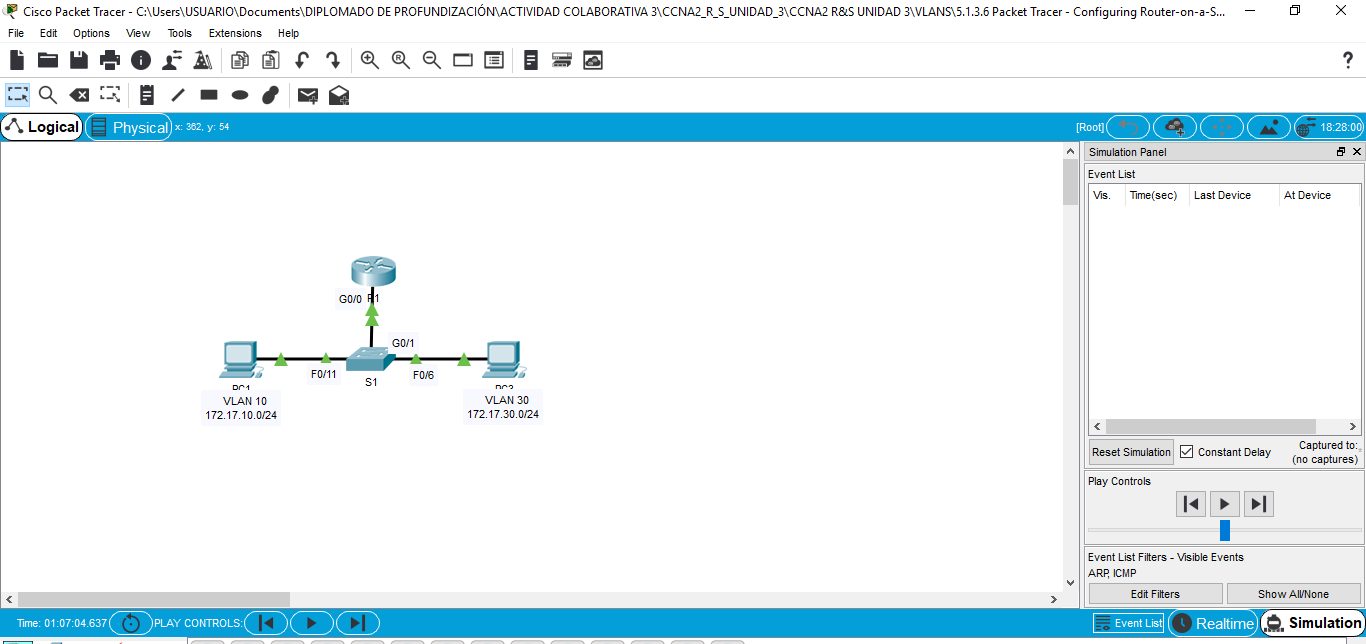 Cisco Packet Tracer - C:\Users\USUARIO\Documents\DIPLOMADO DE PROFUNDIZACIÓN\ACTIVIDAD COLABORATIVA 3\CCNA2_R_S_UNIDAD_3\CCNA2 R&S UNIDAD 3\VLANS\5.1.3.6 Packet Tracer - Configuring Router-on-a-S...
File Edit Options View Tools Extensions Help
Logical Physical x: 362, y: 54 [Root] 18:28:00
Simulation Panel
Event List
Vis. Time(sec) Last Device At Device
G0/0 R1
G0/1
F0/11 F0/6
S1
PC1
VLAN 10
172.17.10.0/24
VLAN 30
172.17.30.0/24
Reset Simulation Constant Delay Captured to:
(no captures)
Play Controls
Event List Filters - Visible Events
ARP, ICMP
Edit Filters Show All/None
Time: 01:07:04.637 PLAY CONTROLS: Event List Realtime Simulation